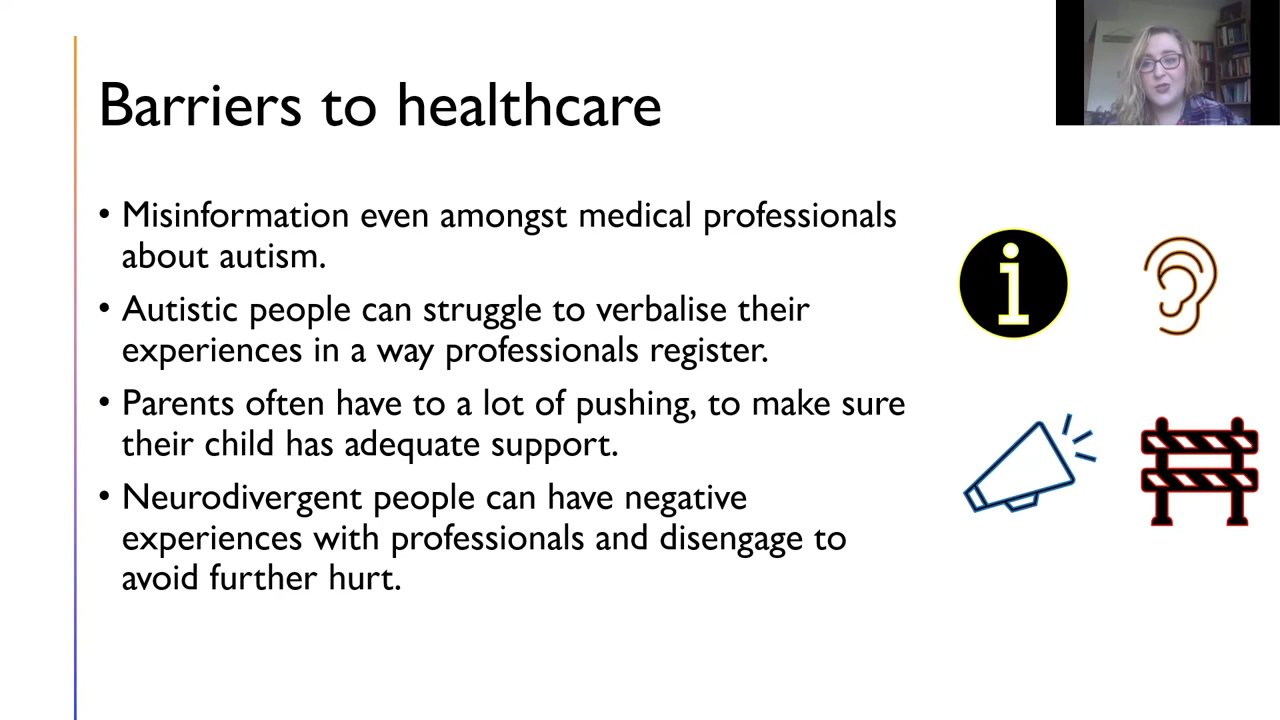 Barriers to healthcare
• Misinformation even amongst medical professionals
about autism.
• Autistic people can struggle to verbalise their
experiences in a way professionals register.
• Parents often have to a lot of pushing, to make sure
their child has adequate support.
• Neurodivergent people can have negative
experiences with professionals and disengage to
avoid further hurt.